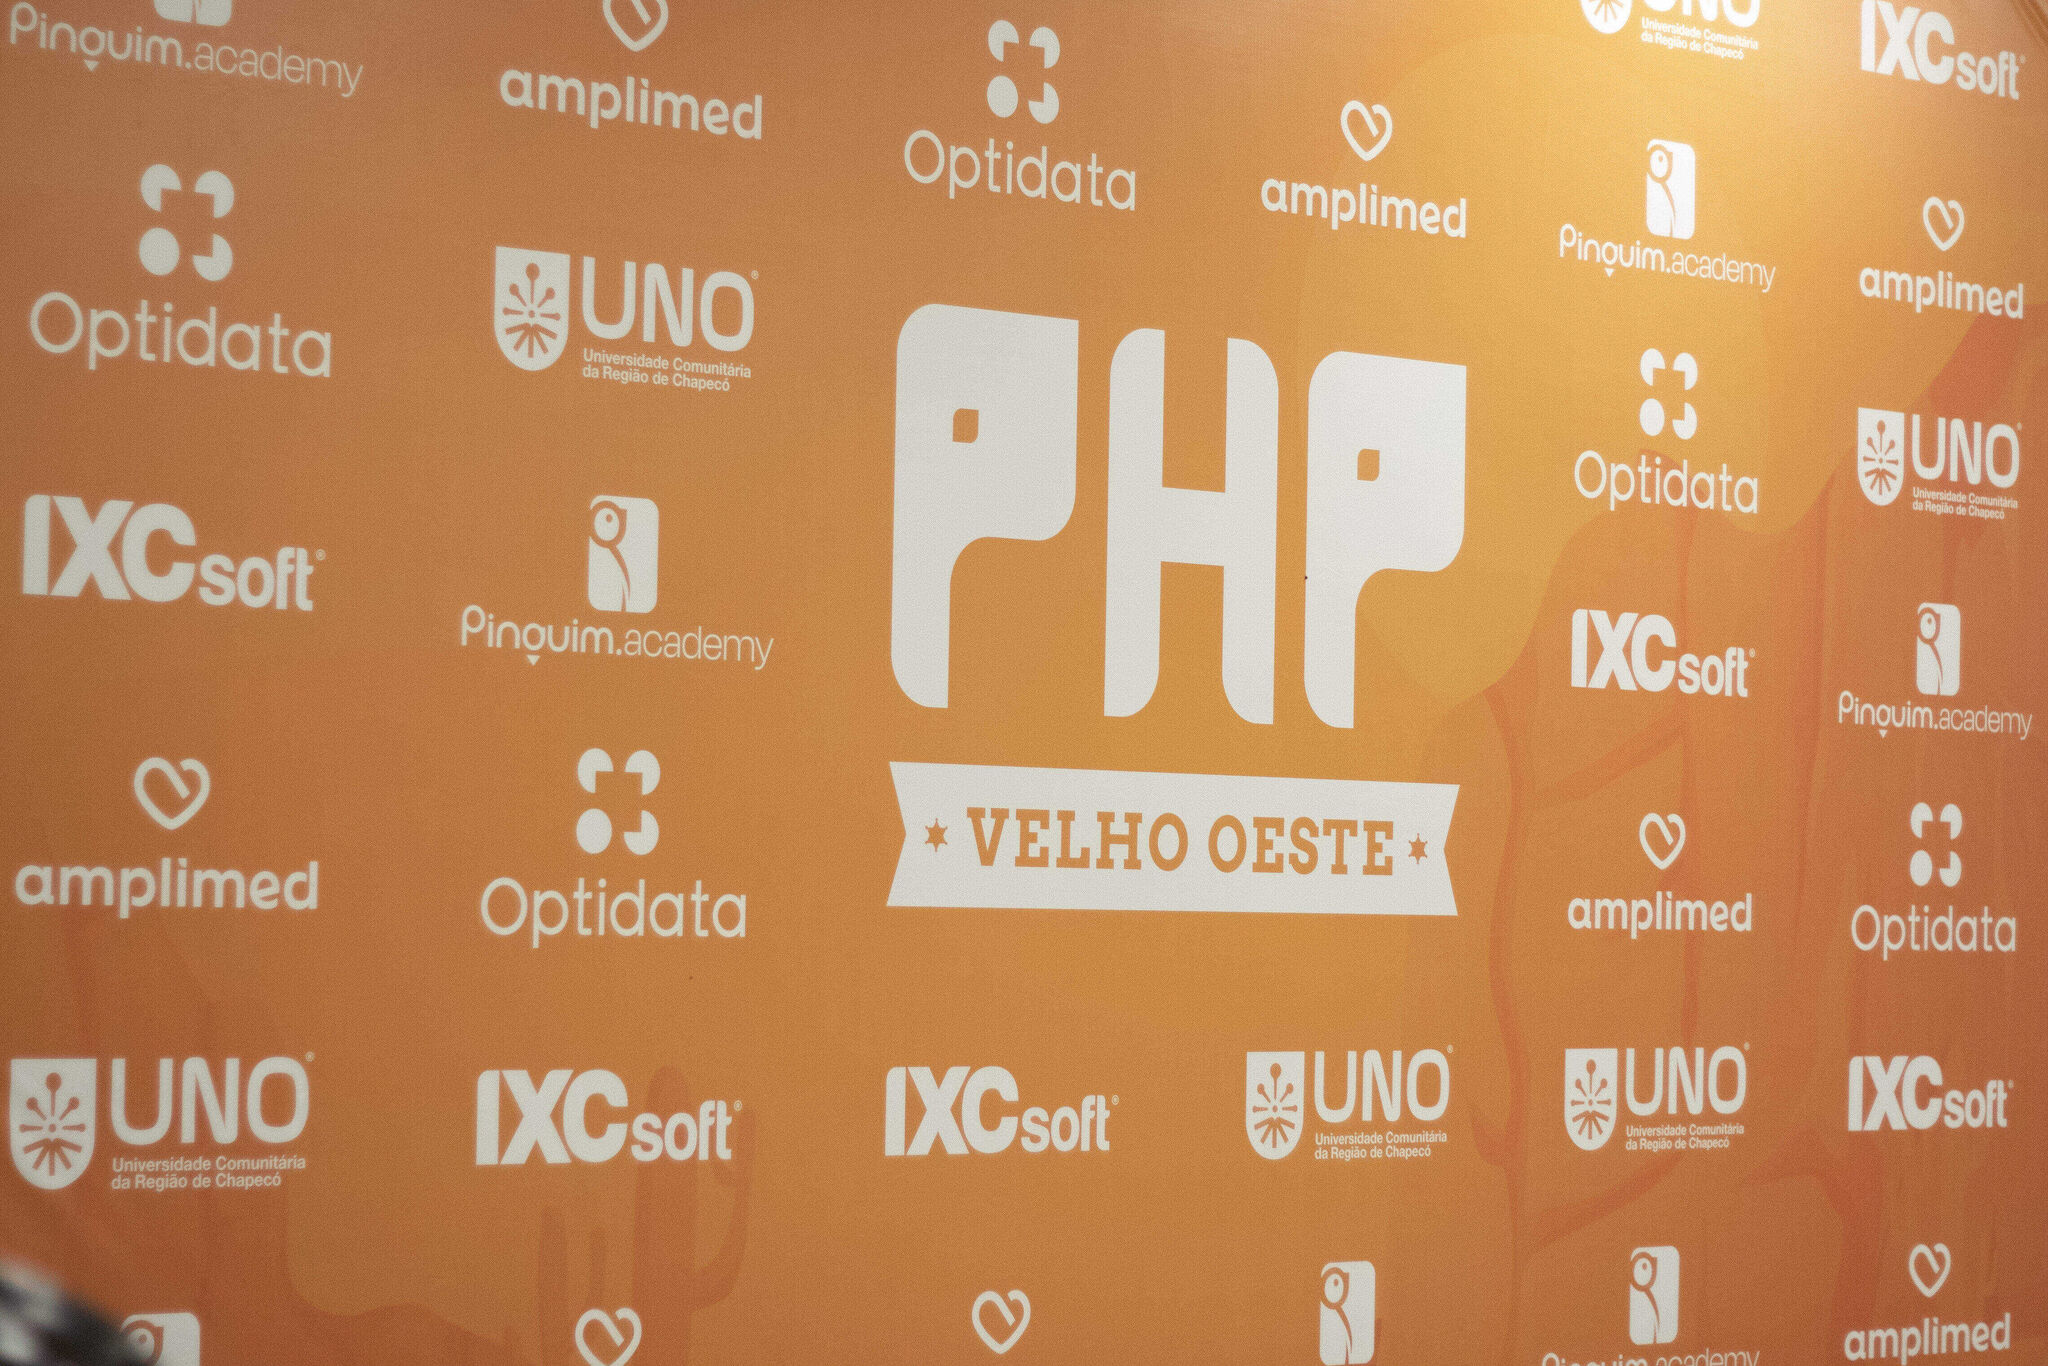 Pinguim.academy
amplimed
Optidata
amplimed
UNO
Universidade Comunitária
da Região de Chapecó
IXCsoft®
Optidata
UNO®
Universidade Comunitária
da Região de Chapecó
Pinguim.academy
amplimed
IXCsoft®
Pinguim.academy
PHP
VELHO OESTE
Optidata
UNO®
Universidade Comunitária
da Região de Chapecó
IXCsoft®
Pinguim.academy
amplimed
Optidata
amplimed
Optidata
UNO®
Universidade Comunitária
da Região de Chapecó
IXCsoft®
IXCsoft®
UNO®
Universidade Comunitária
da Região de Chapecó
UNO®
Universidade Comunitária
da Região de Chapecó
IXCsoft®
Pinguim.academy
amplimed